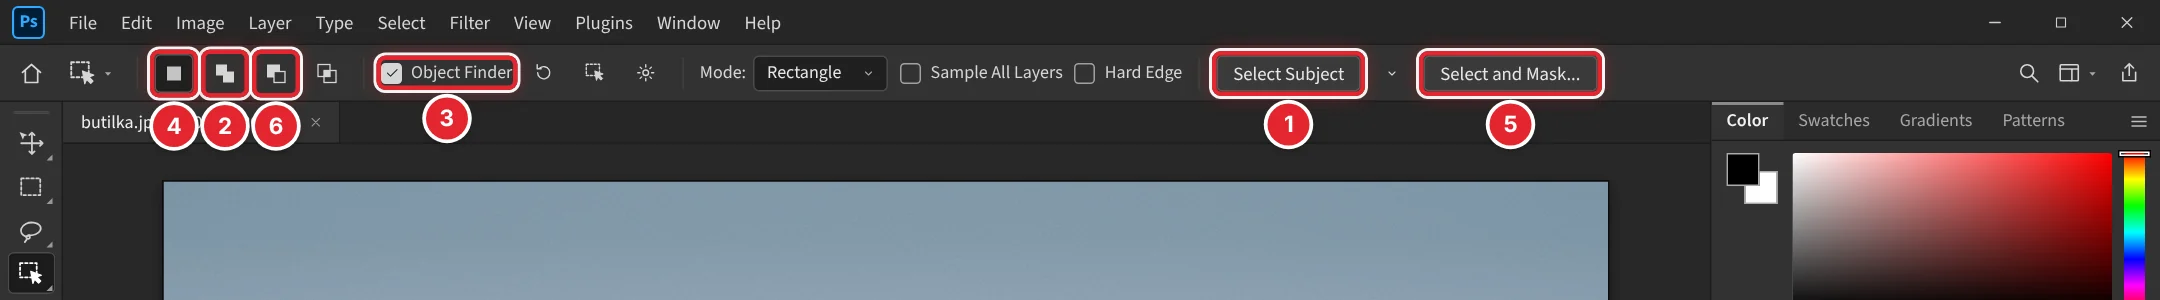 Ps File Edit Image Layer Type Select Filter View Plugins Window Help
Object Finder Mode: Rectangle Sample All Layers Hard Edge Select Subject Select and Mask...
4 2 6 3 1 5
butilka.jp
Color Swatches Gradients Patterns